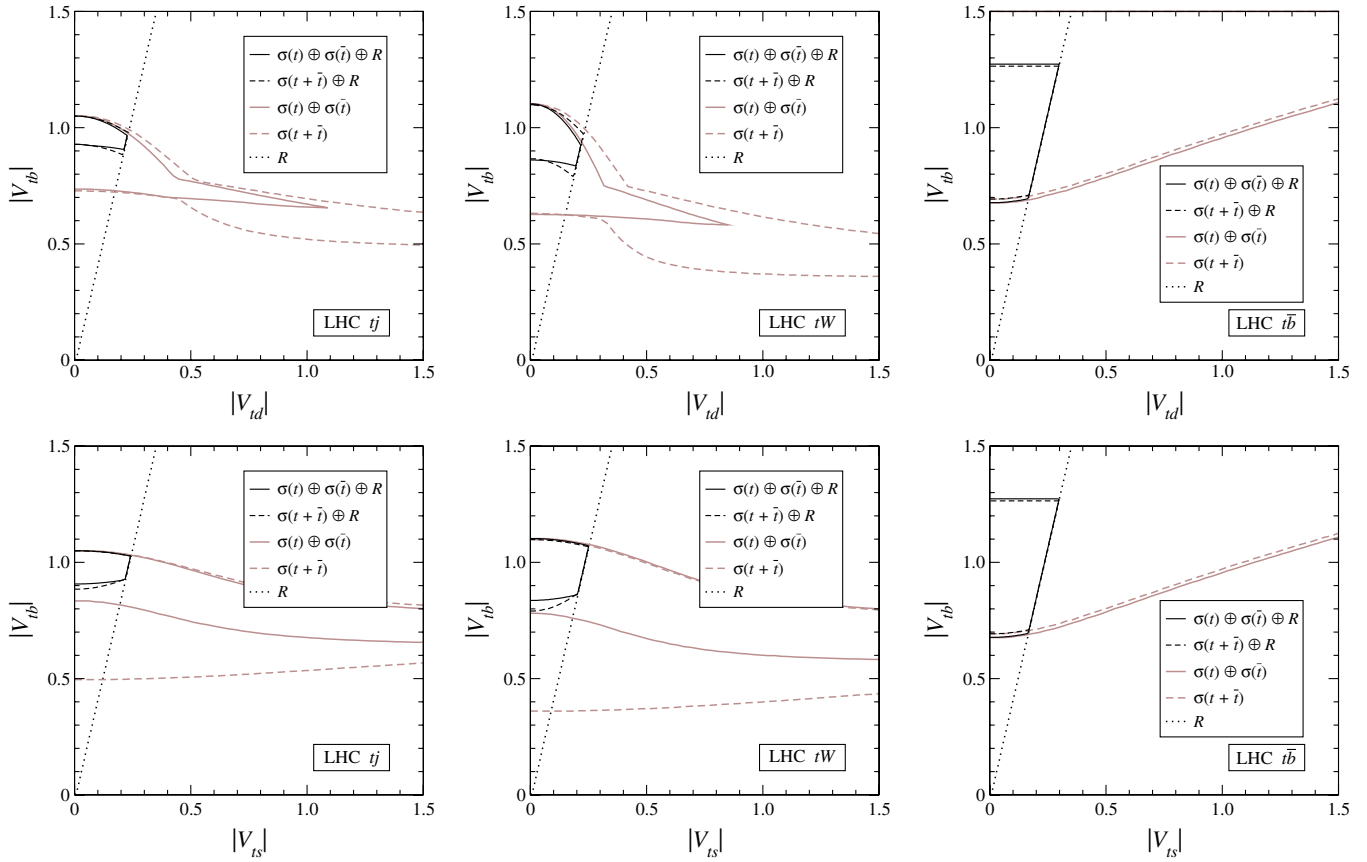 1.5
1.0
0.5
0
|V_tb|
σ(t) ⊕ σ(t̄) ⊕ R
σ(t + t̄) ⊕ R
σ(t) ⊕ σ(t̄)
σ(t + t̄)
R
LHC tj
0 0.5 1.0 1.5
|V_td|
1.5
1.0
0.5
0
|V_tb|
σ(t) ⊕ σ(t̄) ⊕ R
σ(t + t̄) ⊕ R
σ(t) ⊕ σ(t̄)
σ(t + t̄)
R
LHC tW
0 0.5 1.0 1.5
|V_td|
1.5
1.0
0.5
0
|V_tb|
σ(t) ⊕ σ(t̄) ⊕ R
σ(t + t̄) ⊕ R
σ(t) ⊕ σ(t̄)
σ(t + t̄)
R
LHC tb̄
0 0.5 1.0 1.5
|V_td|
1.5
1.0
0.5
0
|V_tb|
σ(t) ⊕ σ(t̄) ⊕ R
σ(t + t̄) ⊕ R
σ(t) ⊕ σ(t̄)
σ(t + t̄)
R
LHC tj
0 0.5 1.0 1.5
|V_ts|
1.5
1.0
0.5
0
|V_tb|
σ(t) ⊕ σ(t̄) ⊕ R
σ(t + t̄) ⊕ R
σ(t) ⊕ σ(t̄)
σ(t + t̄)
R
LHC tW
0 0.5 1.0 1.5
|V_ts|
1.5
1.0
0.5
0
|V_tb|
σ(t) ⊕ σ(t̄) ⊕ R
σ(t + t̄) ⊕ R
σ(t) ⊕ σ(t̄)
σ(t + t̄)
R
LHC tb̄
0 0.5 1.0 1.5
|V_ts|